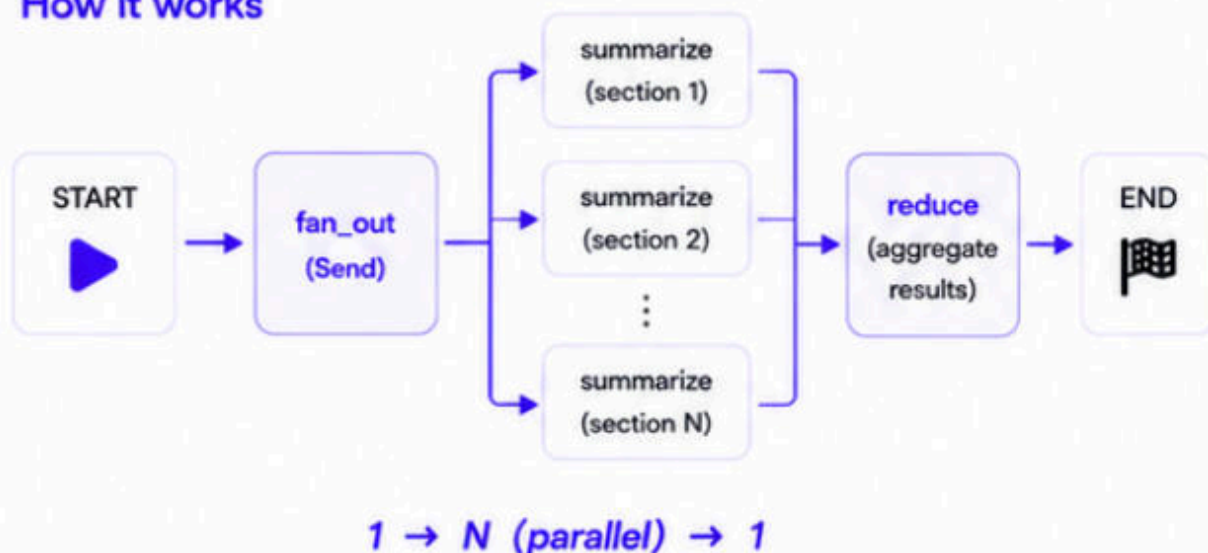 How it works
START
fan_out
(Send)
summarize
(section 1)
summarize
(section 2)
⋮
summarize
(section N)
reduce
(aggregate
results)
END
1 → N (parallel) → 1